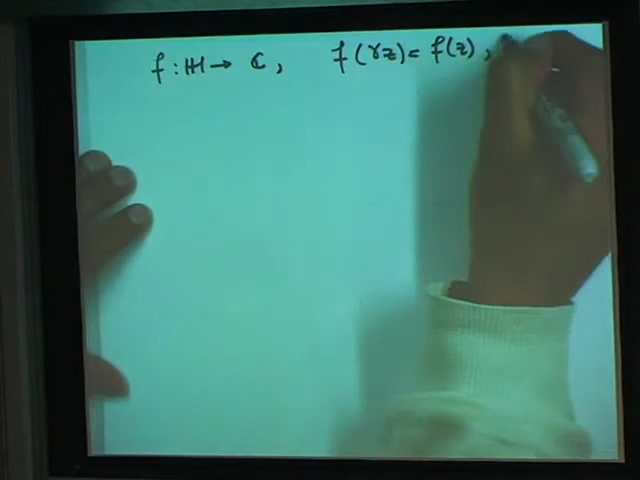 f : ℍ → ℂ, f(γz) = f(z),